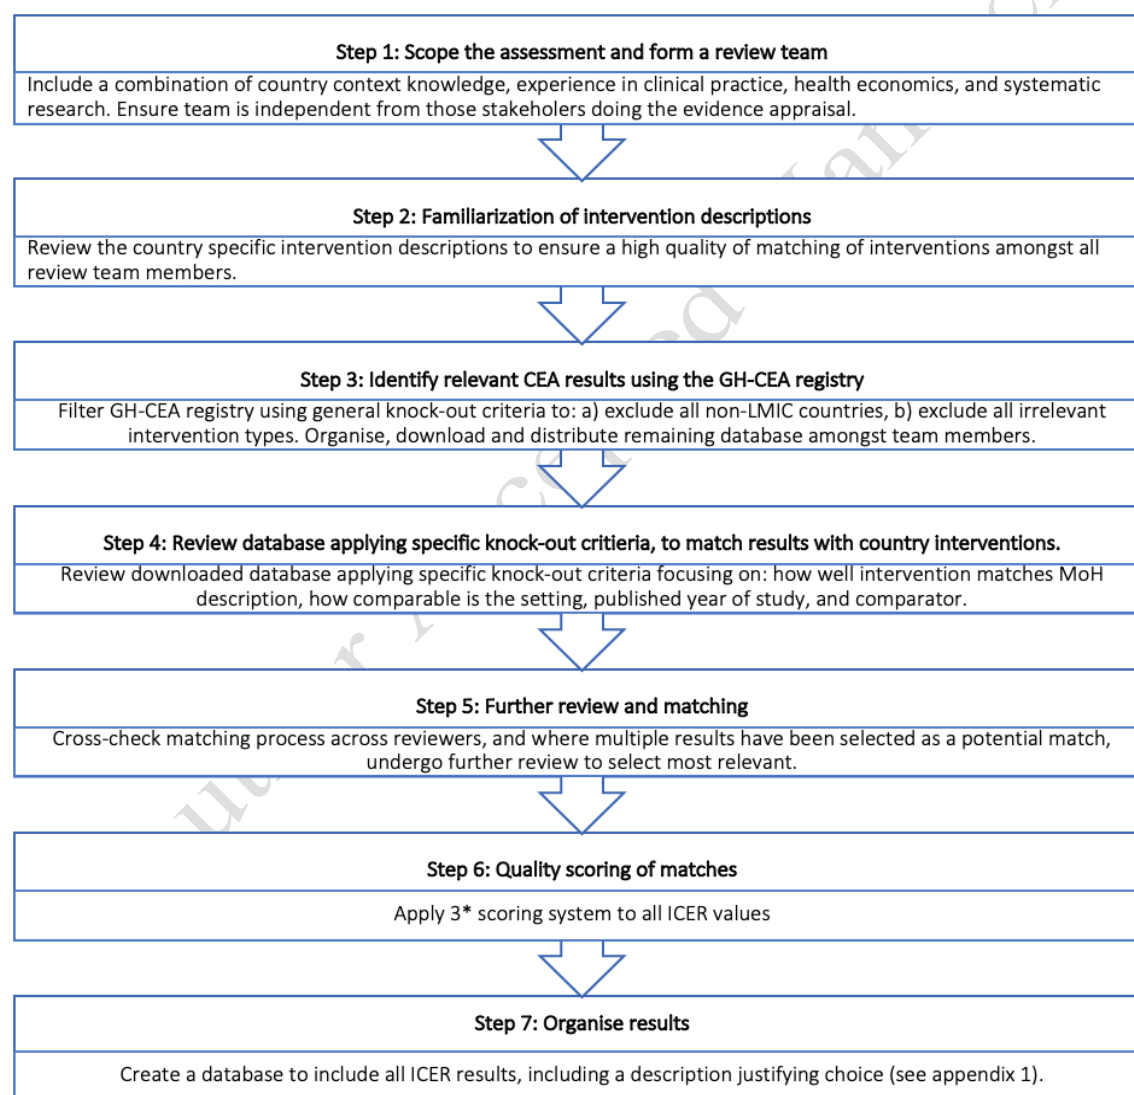 Step 1: Scope the assessment and form a review team
Include a combination of country context knowledge, experience in clinical practice, health economics, and systematic
research. Ensure team is independent from those stakeholers doing the evidence appraisal.
Step 2: Familiarization of intervention descriptions
Review the country specific intervention descriptions to ensure a high quality of matching of interventions amongst all
review team members.
Step 3: Identify relevant CEA results using the GH-CEA registry
Filter GH-CEA registry using general knock-out criteria to: a) exclude all non-LMIC countries, b) exclude all irrelevant
intervention types. Organise, download and distribute remaining database amongst team members.
Step 4: Review database applying specific knock-out critieria, to match results with country interventions.
Review downloaded database applying specific knock-out criteria focusing on: how well intervention matches MoH
description, how comparable is the setting, published year of study, and comparator.
Step 5: Further review and matching
Cross-check matching process across reviewers, and where multiple results have been selected as a potential match,
undergo further review to select most relevant.
Step 6: Quality scoring of matches
Apply 3* scoring system to all ICER values
Step 7: Organise results
Create a database to include all ICER results, including a description justifying choice (see appendix 1).